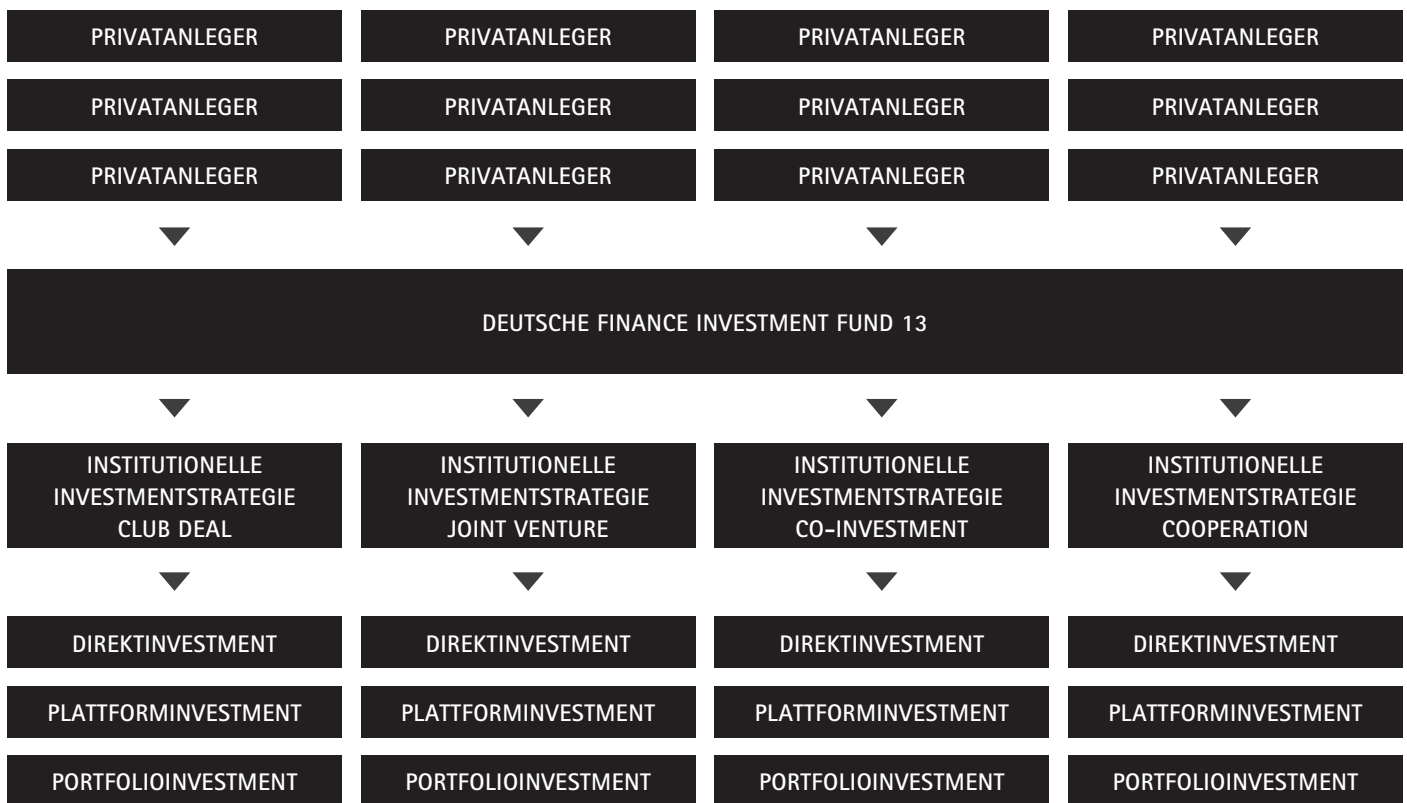 PRIVATANLEGER PRIVATANLEGER PRIVATANLEGER PRIVATANLEGER
PRIVATANLEGER PRIVATANLEGER PRIVATANLEGER PRIVATANLEGER
PRIVATANLEGER PRIVATANLEGER PRIVATANLEGER PRIVATANLEGER
DEUTSCHE FINANCE INVESTMENT FUND 13
INSTITUTIONELLE
INVESTMENTSTRATEGIE
CLUB DEAL
INSTITUTIONELLE
INVESTMENTSTRATEGIE
JOINT VENTURE
INSTITUTIONELLE
INVESTMENTSTRATEGIE
CO-INVESTMENT
INSTITUTIONELLE
INVESTMENTSTRATEGIE
COOPERATION
DIREKTINVESTMENT DIREKTINVESTMENT DIREKTINVESTMENT DIREKTINVESTMENT
PLATTFORMINVESTMENT PLATTFORMINVESTMENT PLATTFORMINVESTMENT PLATTFORMINVESTMENT
PORTFOLIOINVESTMENT PORTFOLIOINVESTMENT PORTFOLIOINVESTMENT PORTFOLIOINVESTMENT